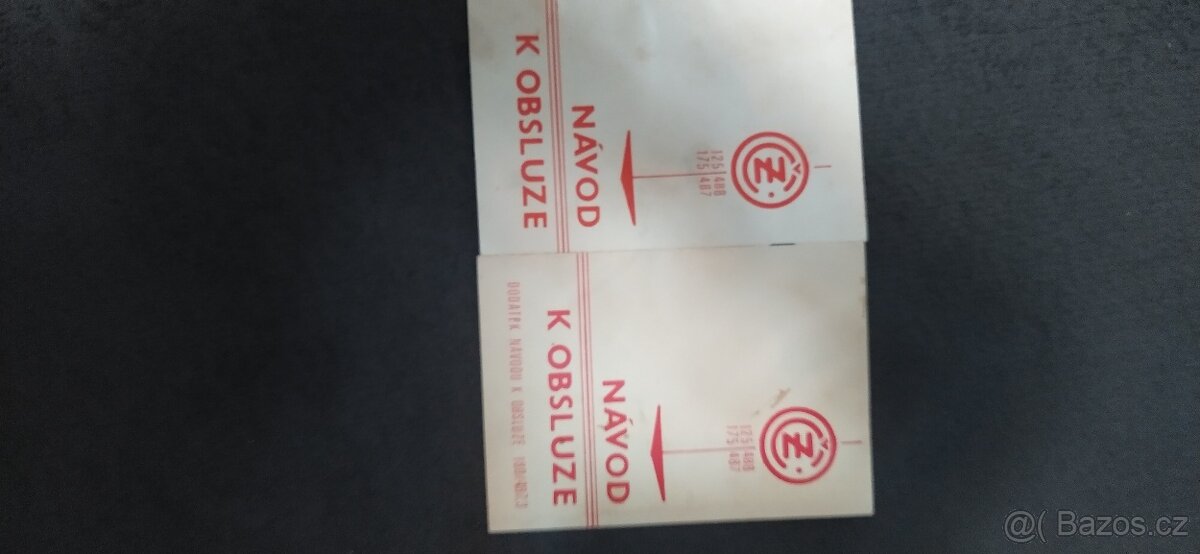 ČZ
125/488
175/487
NÁVOD
K OBSLUZE
ČZ
125/488
175/487
NÁVOD
K OBSLUZE
DODATEK NÁVODU K OBSLUZE
@( Bazos.cz